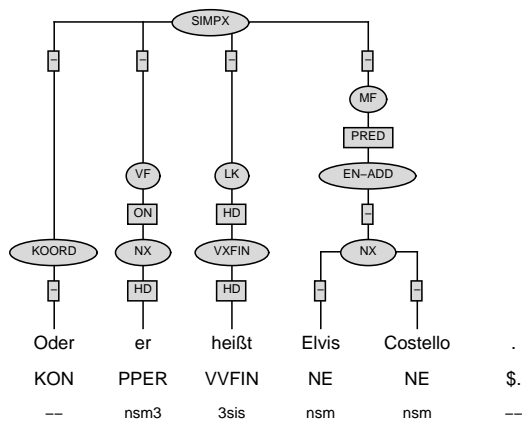 SIMPX
– – – –
MF
PRED
VF LK EN–ADD
ON HD –
KOORD NX VXFIN NX
– HD HD – –
Oder er heißt Elvis Costello .
KON PPER VVFIN NE NE $.
–– nsm3 3sis nsm nsm ––